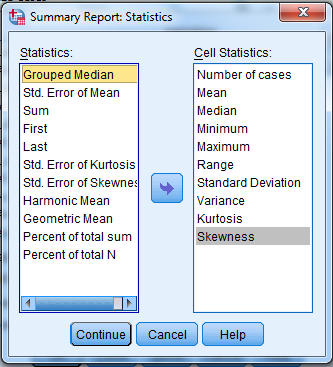 Summary Report: Statistics
Statistics:
Grouped Median
Std. Error of Mean
Sum
First
Last
Std. Error of Kurtosis
Std. Error of Skewnes
Harmonic Mean
Geometric Mean
Percent of total sum
Percent of total N
Cell Statistics:
Number of cases
Mean
Median
Minimum
Maximum
Range
Standard Deviation
Variance
Kurtosis
Skewness
Continue
Cancel
Help